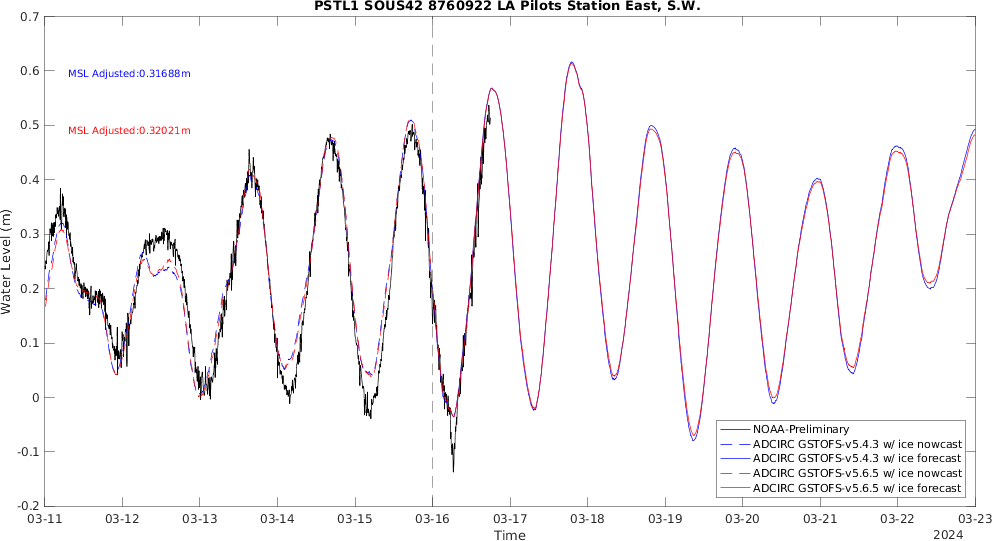 PSTL1 SOUS42 8760922 LA Pilots Station East, S.W.
0.7
0.6
0.5
0.4
0.3
0.2
0.1
0
-0.1
-0.2
Water Level (m)
MSL Adjusted:0.31688m
MSL Adjusted:0.32021m
NOAA-Preliminary
ADCIRC GSTOFS-v5.4.3 w/ ice nowcast
ADCIRC GSTOFS-v5.4.3 w/ ice forecast
ADCIRC GSTOFS-v5.6.5 w/ ice nowcast
ADCIRC GSTOFS-v5.6.5 w/ ice forecast
03-11 03-12 03-13 03-14 03-15 03-16 03-17 03-18 03-19 03-20 03-21 03-22 03-23
Time
2024